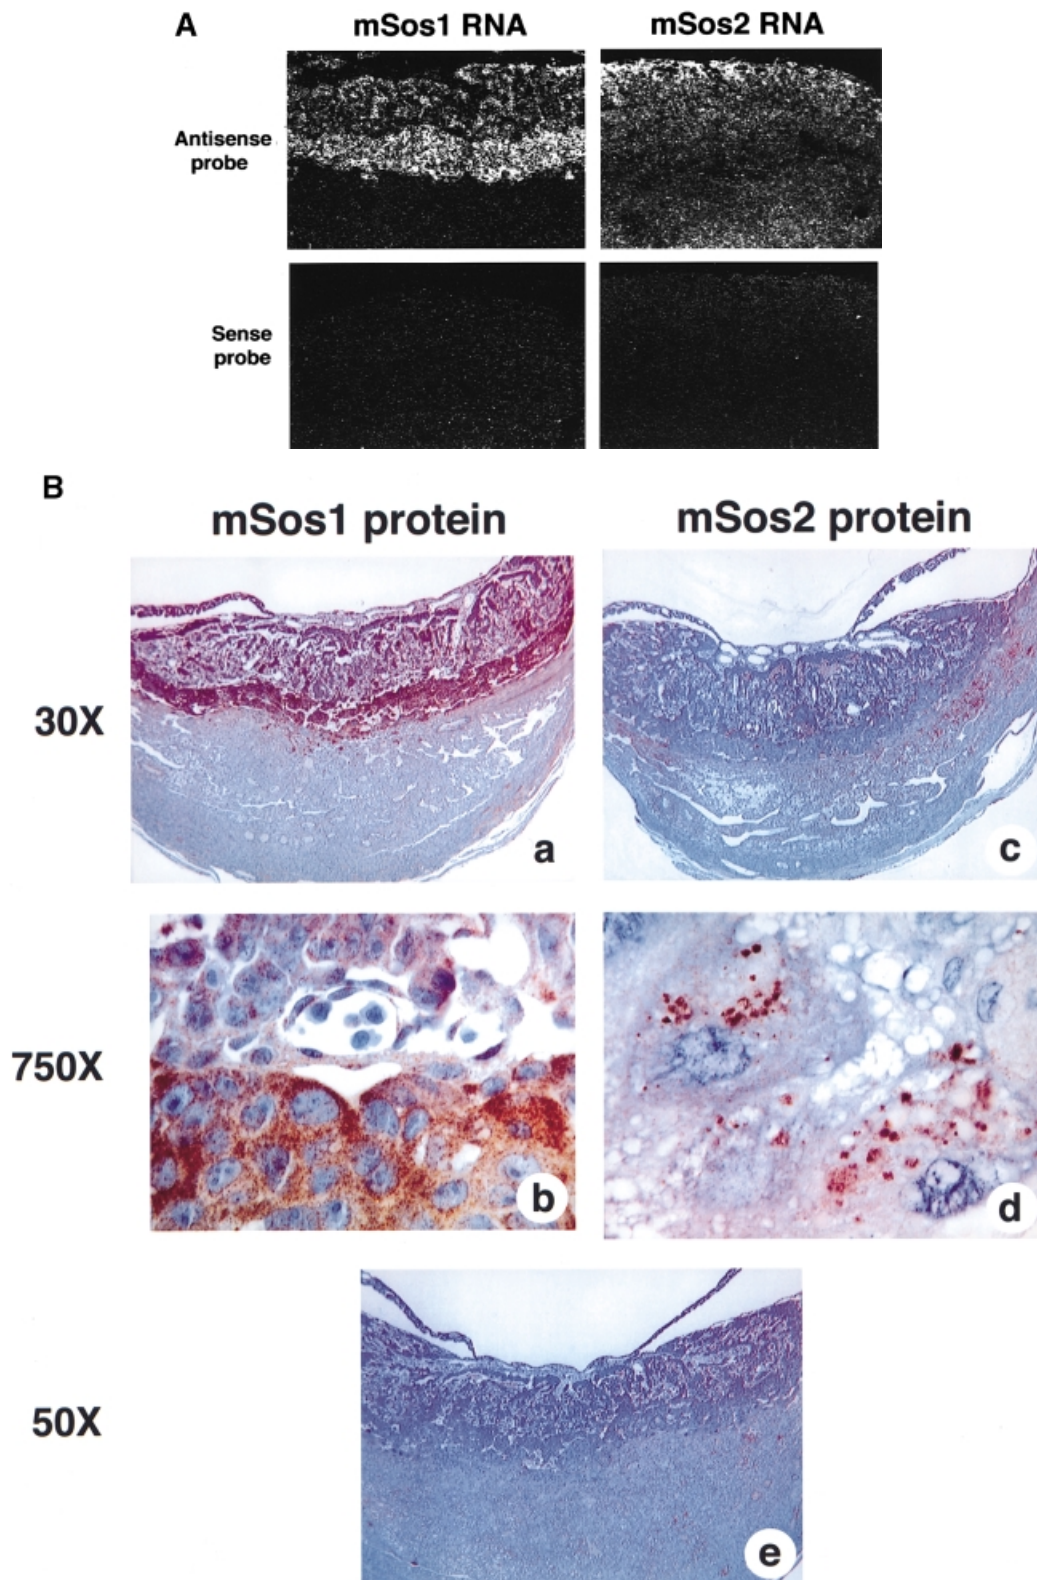 A
mSos1 RNA
mSos2 RNA
Antisense
probe
Sense
probe
B
mSos1 protein
mSos2 protein
30X
a
c
750X
b
d
50X
e